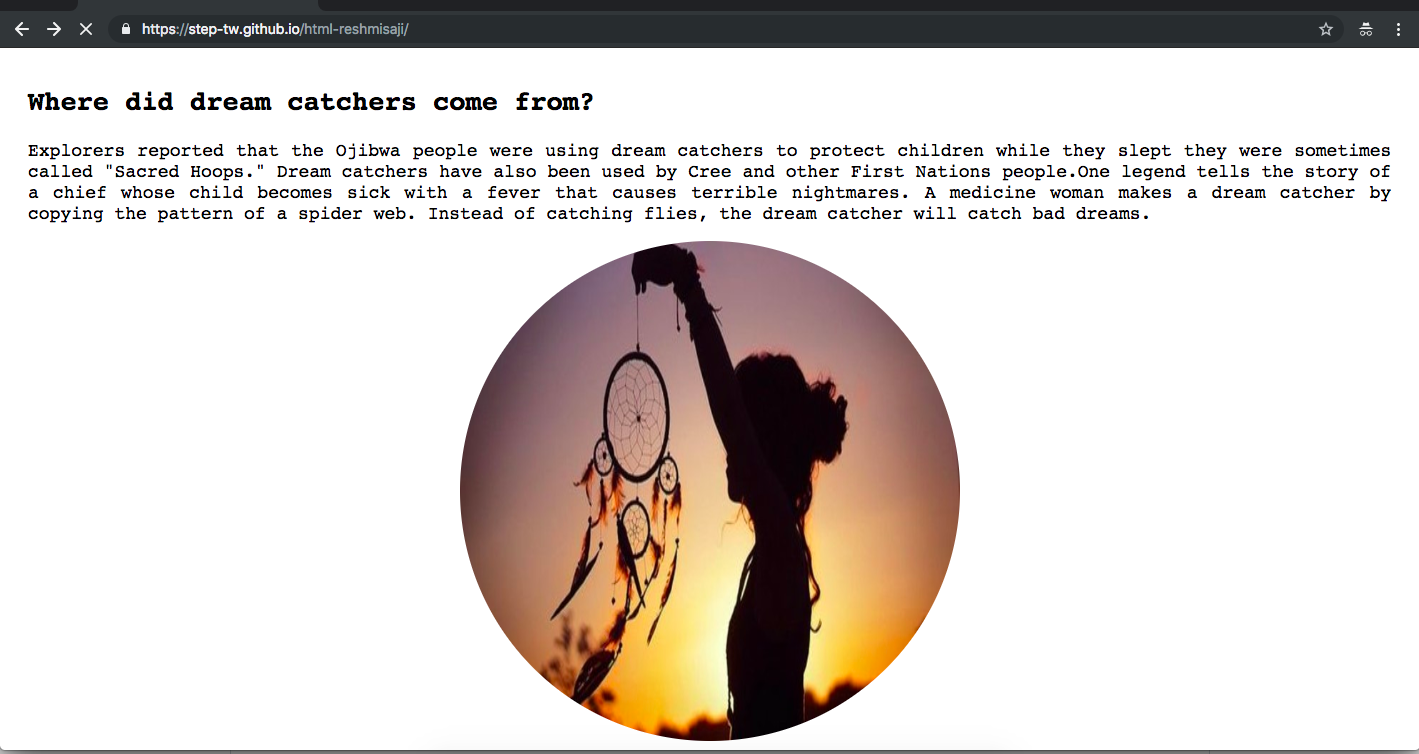 https://step-tw.github.io/html-reshmisaji/
Where did dream catchers come from?
Explorers reported that the Ojibwa people were using dream catchers to protect children while they slept they were sometimes
called "Sacred Hoops." Dream catchers have also been used by Cree and other First Nations people.One legend tells the story of
a chief whose child becomes sick with a fever that causes terrible nightmares. A medicine woman makes a dream catcher by
copying the pattern of a spider web. Instead of catching flies, the dream catcher will catch bad dreams.